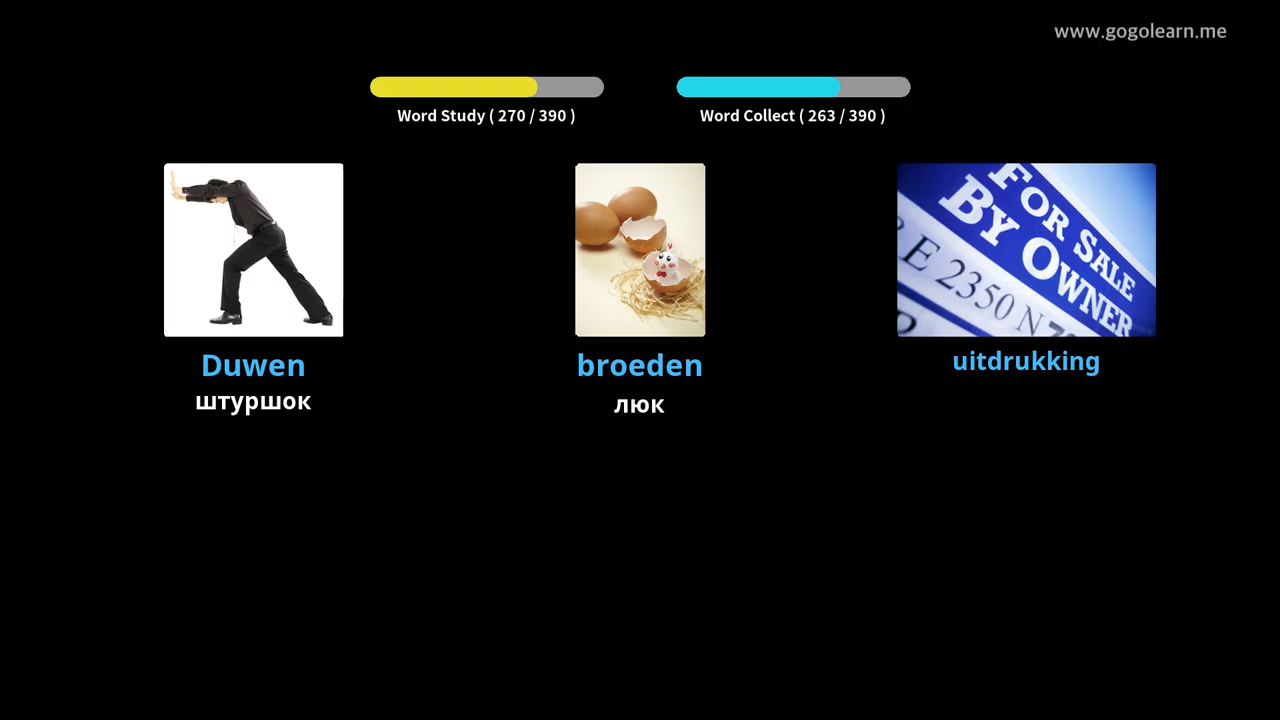 www.gogolearn.me
Word Study ( 270 / 390 )
Word Collect ( 263 / 390 )
FOR SALE
BY OWNER
E 2350 N
Duwen
штуршок
broeden
люк
uitdrukking